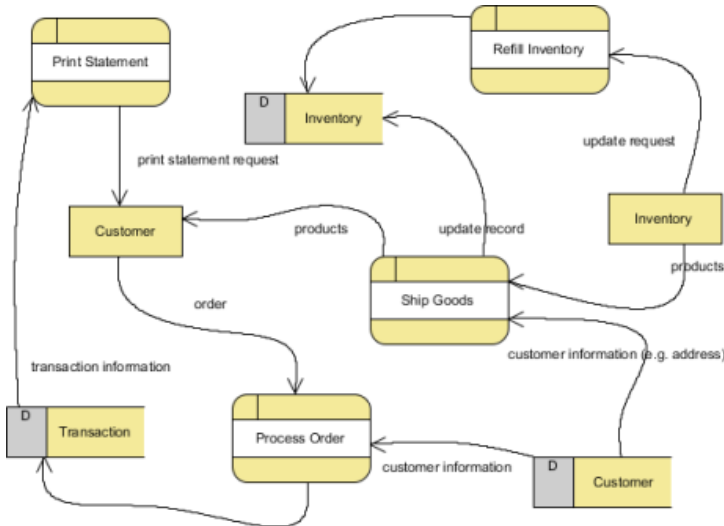 Refill Inventory
Print Statement
D
Inventory
update request
print statement request
Inventory
Customer
products
update record
products
Ship Goods
order
customer information (e.g. address)
transaction information
D
Transaction
Process Order
customer information
D
Customer